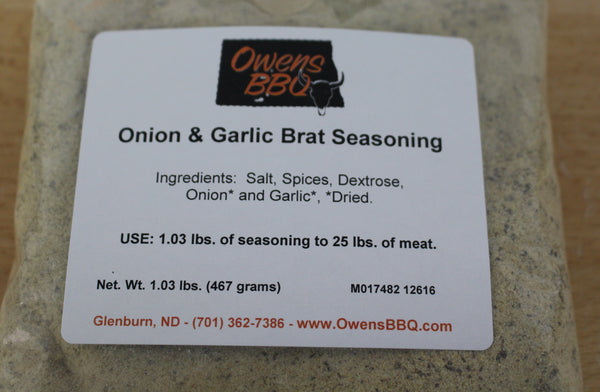 Owens
BBQ
Onion & Garlic Brat Seasoning
Ingredients: Salt, Spices, Dextrose,
Onion* and Garlic*, *Dried.
USE: 1.03 lbs. of seasoning to 25 lbs. of meat.
Net. Wt. 1.03 lbs. (467 grams) M017482 12616
Glenburn, ND - (701) 362-7386 - www.OwensBBQ.com